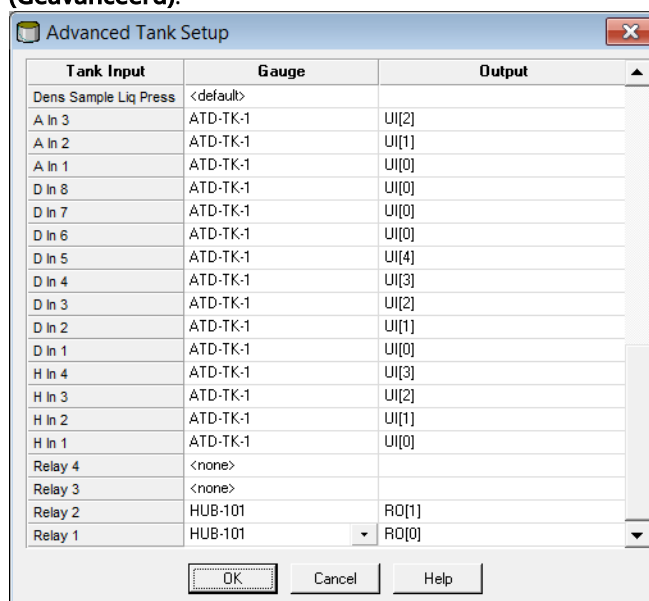 (Geavanceerd).
Advanced Tank Setup
Tank Input Gauge Output
Dens Sample Liq Press <default>
A In 3 ATD-TK-1 UI[2]
A In 2 ATD-TK-1 UI[1]
A In 1 ATD-TK-1 UI[0]
D In 8 ATD-TK-1 UI[0]
D In 7 ATD-TK-1 UI[0]
D In 6 ATD-TK-1 UI[0]
D In 5 ATD-TK-1 UI[4]
D In 4 ATD-TK-1 UI[3]
D In 3 ATD-TK-1 UI[2]
D In 2 ATD-TK-1 UI[1]
D In 1 ATD-TK-1 UI[0]
H In 4 ATD-TK-1 UI[3]
H In 3 ATD-TK-1 UI[2]
H In 2 ATD-TK-1 UI[1]
H In 1 ATD-TK-1 UI[0]
Relay 4 <none>
Relay 3 <none>
Relay 2 HUB-101 RO[1]
Relay 1 HUB-101 RO[0]
OK Cancel Help